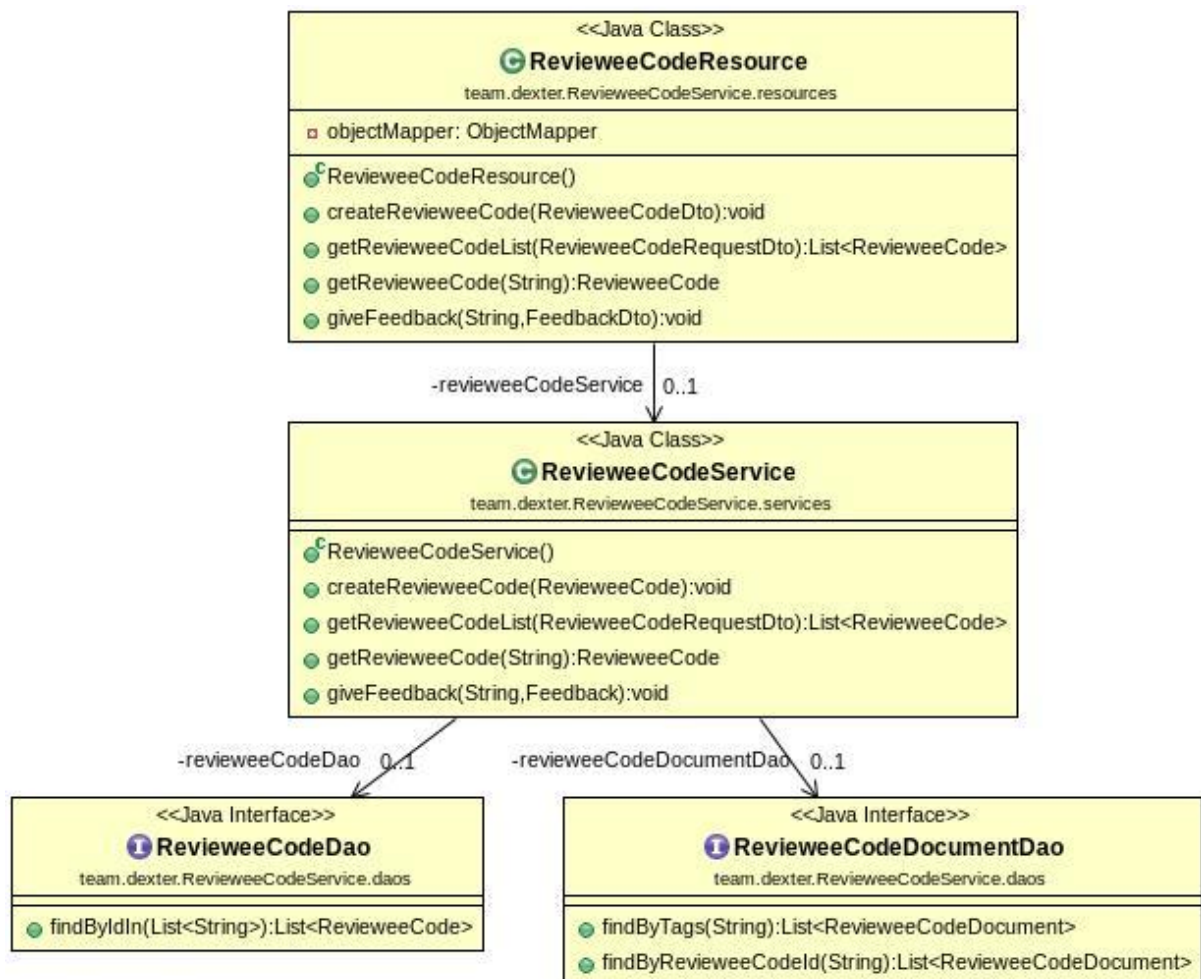 <<Java Class>>
RevieweeCodeResource
team.dexter.RevieweeCodeService.resources
objectMapper: ObjectMapper
RevieweeCodeResource()
createRevieweeCode(RevieweeCodeDto):void
getRevieweeCodeList(RevieweeCodeRequestDto):List<RevieweeCode>
getRevieweeCode(String):RevieweeCode
giveFeedback(String,FeedbackDto):void
-revieweeCodeService 0..1
<<Java Class>>
RevieweeCodeService
team.dexter.RevieweeCodeService.services
RevieweeCodeService()
createRevieweeCode(RevieweeCode):void
getRevieweeCodeList(RevieweeCodeRequestDto):List<RevieweeCode>
getRevieweeCode(String):RevieweeCode
giveFeedback(String,Feedback):void
-revieweeCodeDao 0..1
-revieweeCodeDocumentDao 0..1
<<Java Interface>>
RevieweeCodeDao
team.dexter.RevieweeCodeService.daos
findByIdIn(List<String>):List<RevieweeCode>
<<Java Interface>>
RevieweeCodeDocumentDao
team.dexter.RevieweeCodeService.daos
findByTags(String):List<RevieweeCodeDocument>
findByRevieweeCodeId(String):List<RevieweeCodeDocument>